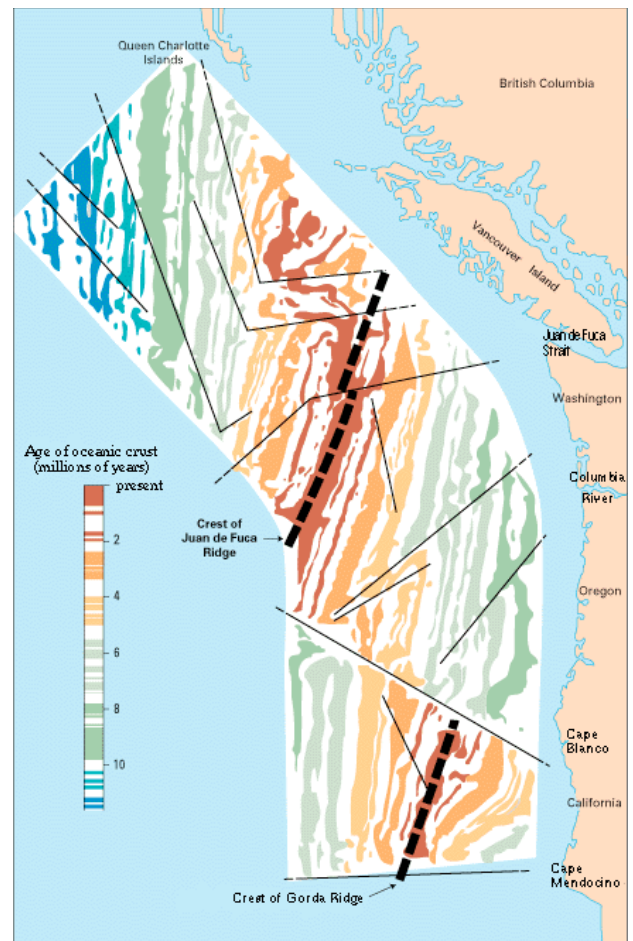 Queen Charlotte
Islands
British Columbia
Vancouver Island
Juan de Fuca
Strait
Washington
Age of oceanic crust
(millions of years)
present
2
4
6
8
10
Columbia
River
Crest of
Juan de Fuca
Ridge
Oregon
Cape
Blanco
California
Cape
Mendocino
Crest of Gorda Ridge